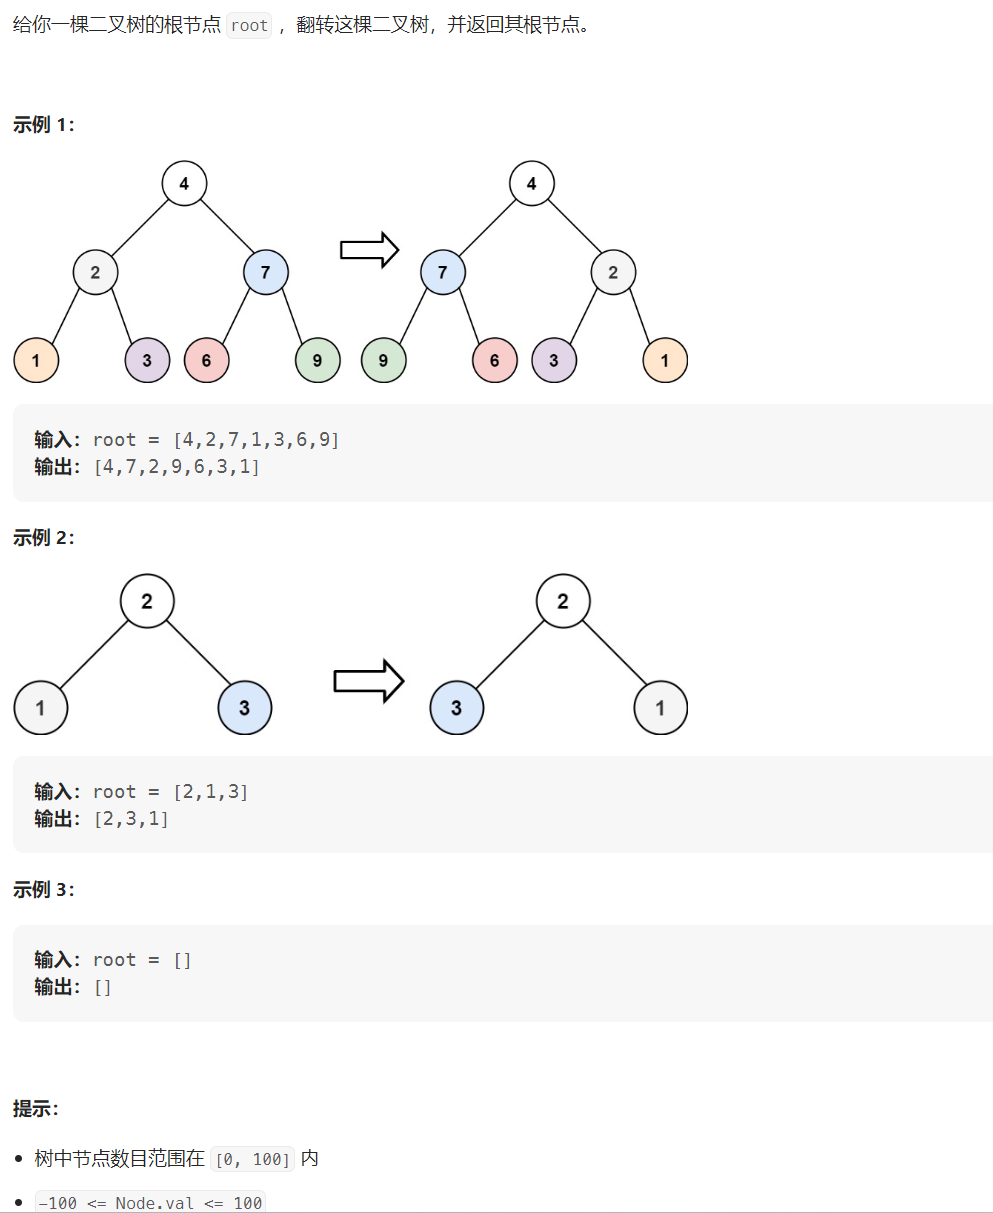 给你一棵二叉树的根节点 root ，翻转这棵二叉树，并返回其根节点。
示例 1：
4 4
2 7 7 2
1 3 6 9 9 6 3 1
输入：root = [4,2,7,1,3,6,9]
输出：[4,7,2,9,6,3,1]
示例 2：
2 2
1 3 3 1
输入：root = [2,1,3]
输出：[2,3,1]
示例 3：
输入：root = []
输出：[]
提示：
• 树中节点数目范围在 [0, 100] 内
• -100 <= Node.val <= 100